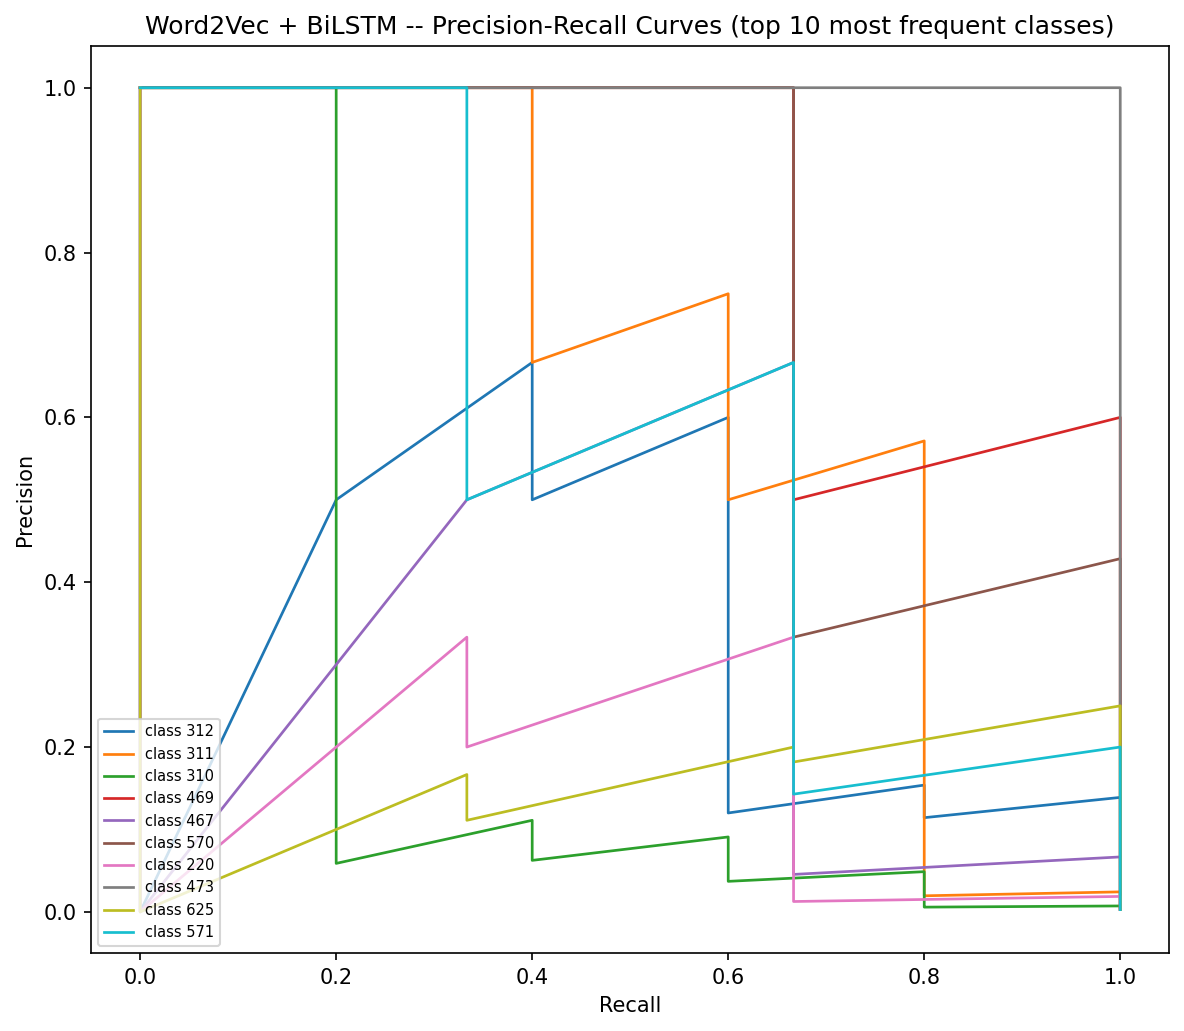 Word2Vec + BiLSTM -- Precision-Recall Curves (top 10 most frequent classes)
Precision
1.0
0.8
0.6
0.4
0.2
0.0
class 312
class 311
class 310
class 469
class 467
class 570
class 220
class 473
class 625
class 571
0.0
0.2
0.4
0.6
0.8
1.0
Recall